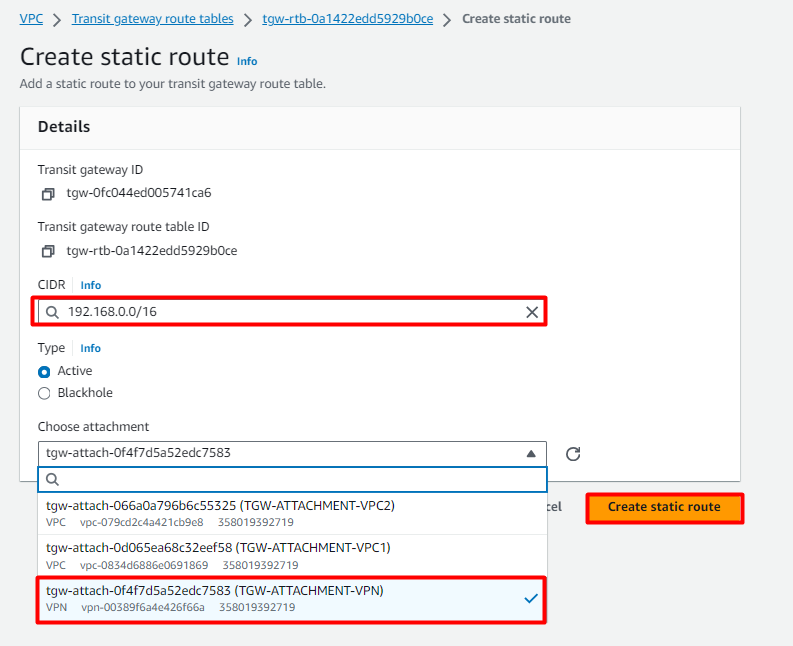 VPC > Transit gateway route tables > tgw-rtb-0a1422edd5929b0ce > Create static route
Create static route Info
Add a static route to your transit gateway route table.
Details
Transit gateway ID
tgw-0fc044ed005741ca6
Transit gateway route table ID
tgw-rtb-0a1422edd5929b0ce
CIDR Info
192.168.0.0/16
Type Info
Active
Blackhole
Choose attachment
tgw-attach-0f4f7d5a52edc7583
tgw-attach-066a0a796b6c55325 (TGW-ATTACHMENT-VPC2)
VPC vpc-079cd2c4a421cb9e8 358019392719
tgw-attach-0d065ea68c32eef58 (TGW-ATTACHMENT-VPC1)
VPC vpc-0834d6886e0691869 358019392719
tgw-attach-0f4f7d5a52edc7583 (TGW-ATTACHMENT-VPN)
VPN vpn-00389f6a4e426f66a 358019392719
cel
Create static route